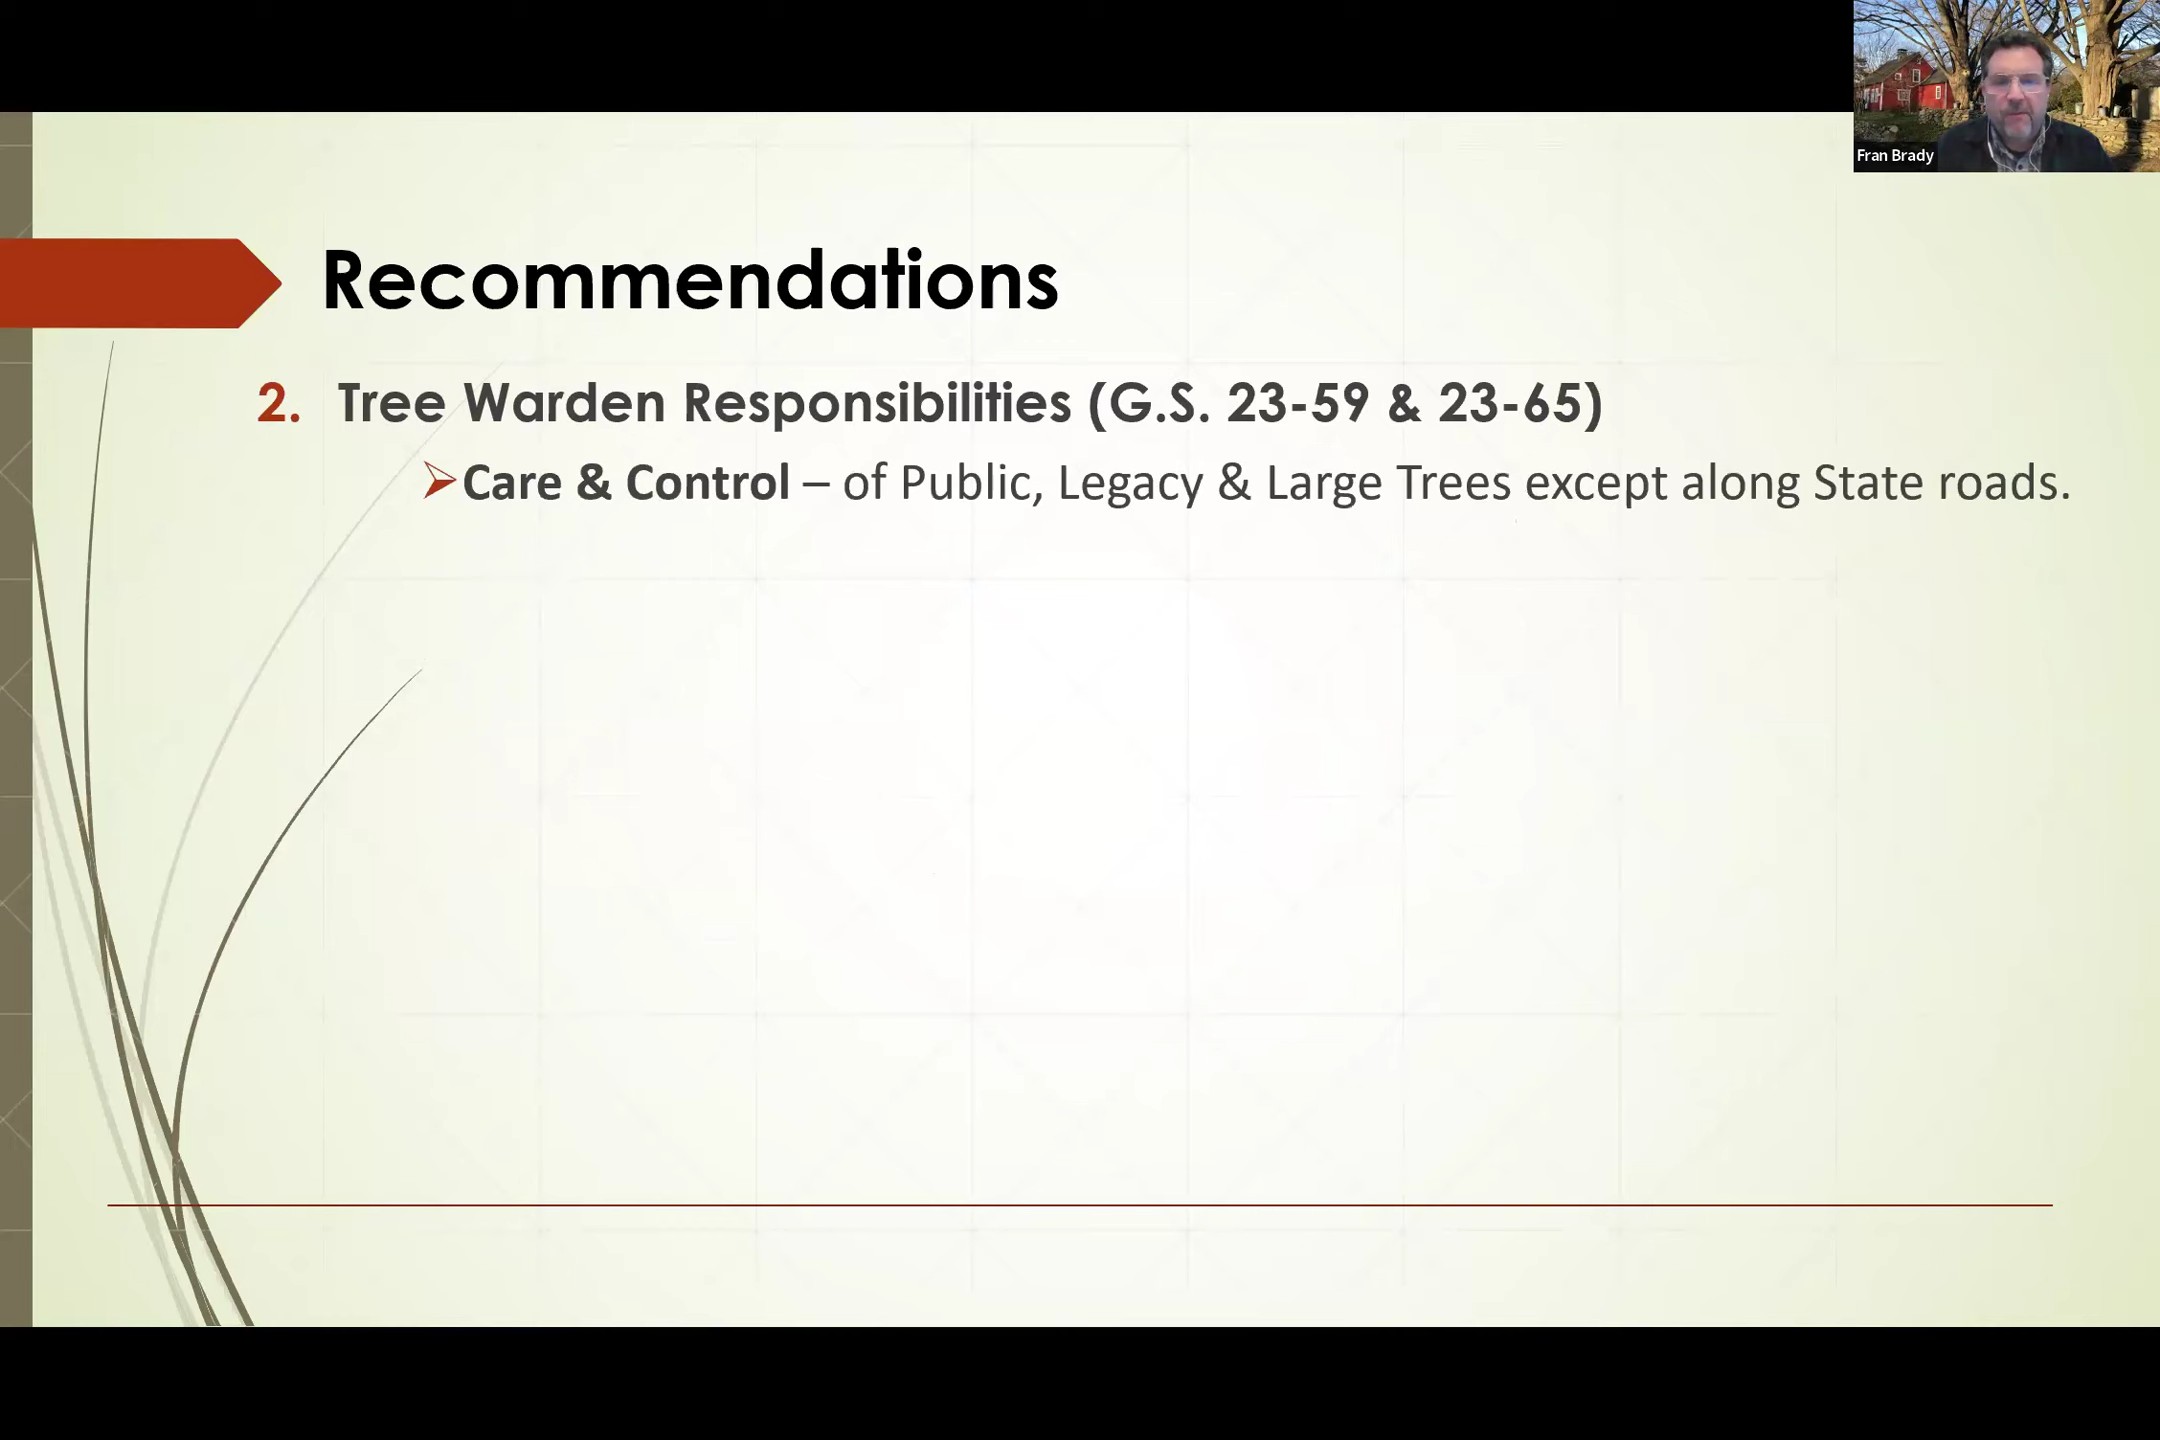 Fran Brady
Recommendations
2. Tree Warden Responsibilities (G.S. 23-59 & 23-65)
Care & Control – of Public, Legacy & Large Trees except along State roads.